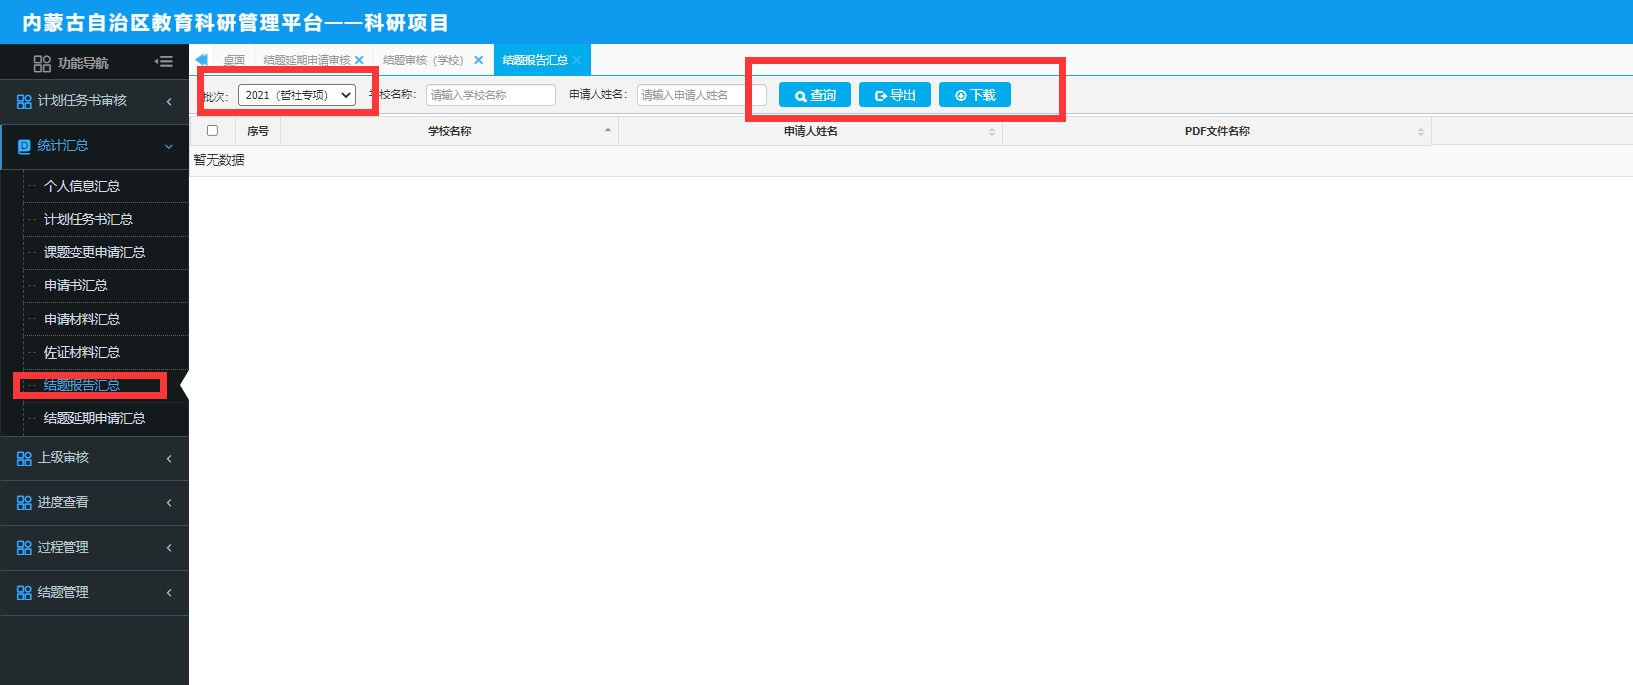 内蒙古自治区教育科研管理平台——科研项目
功能导航
桌面 结题延期申请审核 结题审核（学校） 结题报告汇总
批次: 2021（哲社专项） 学校名称: 请输入学校名称 申请人姓名: 请输入申请人姓名 查询 导出 下载
序号 学校名称 申请人姓名 PDF文件名称
暂无数据
计划任务书审核
统计汇总
个人信息汇总
计划任务书汇总
课题变更申请汇总
申请书汇总
申请材料汇总
佐证材料汇总
结题报告汇总
结题延期申请汇总
上级审核
进度查看
过程管理
结题管理